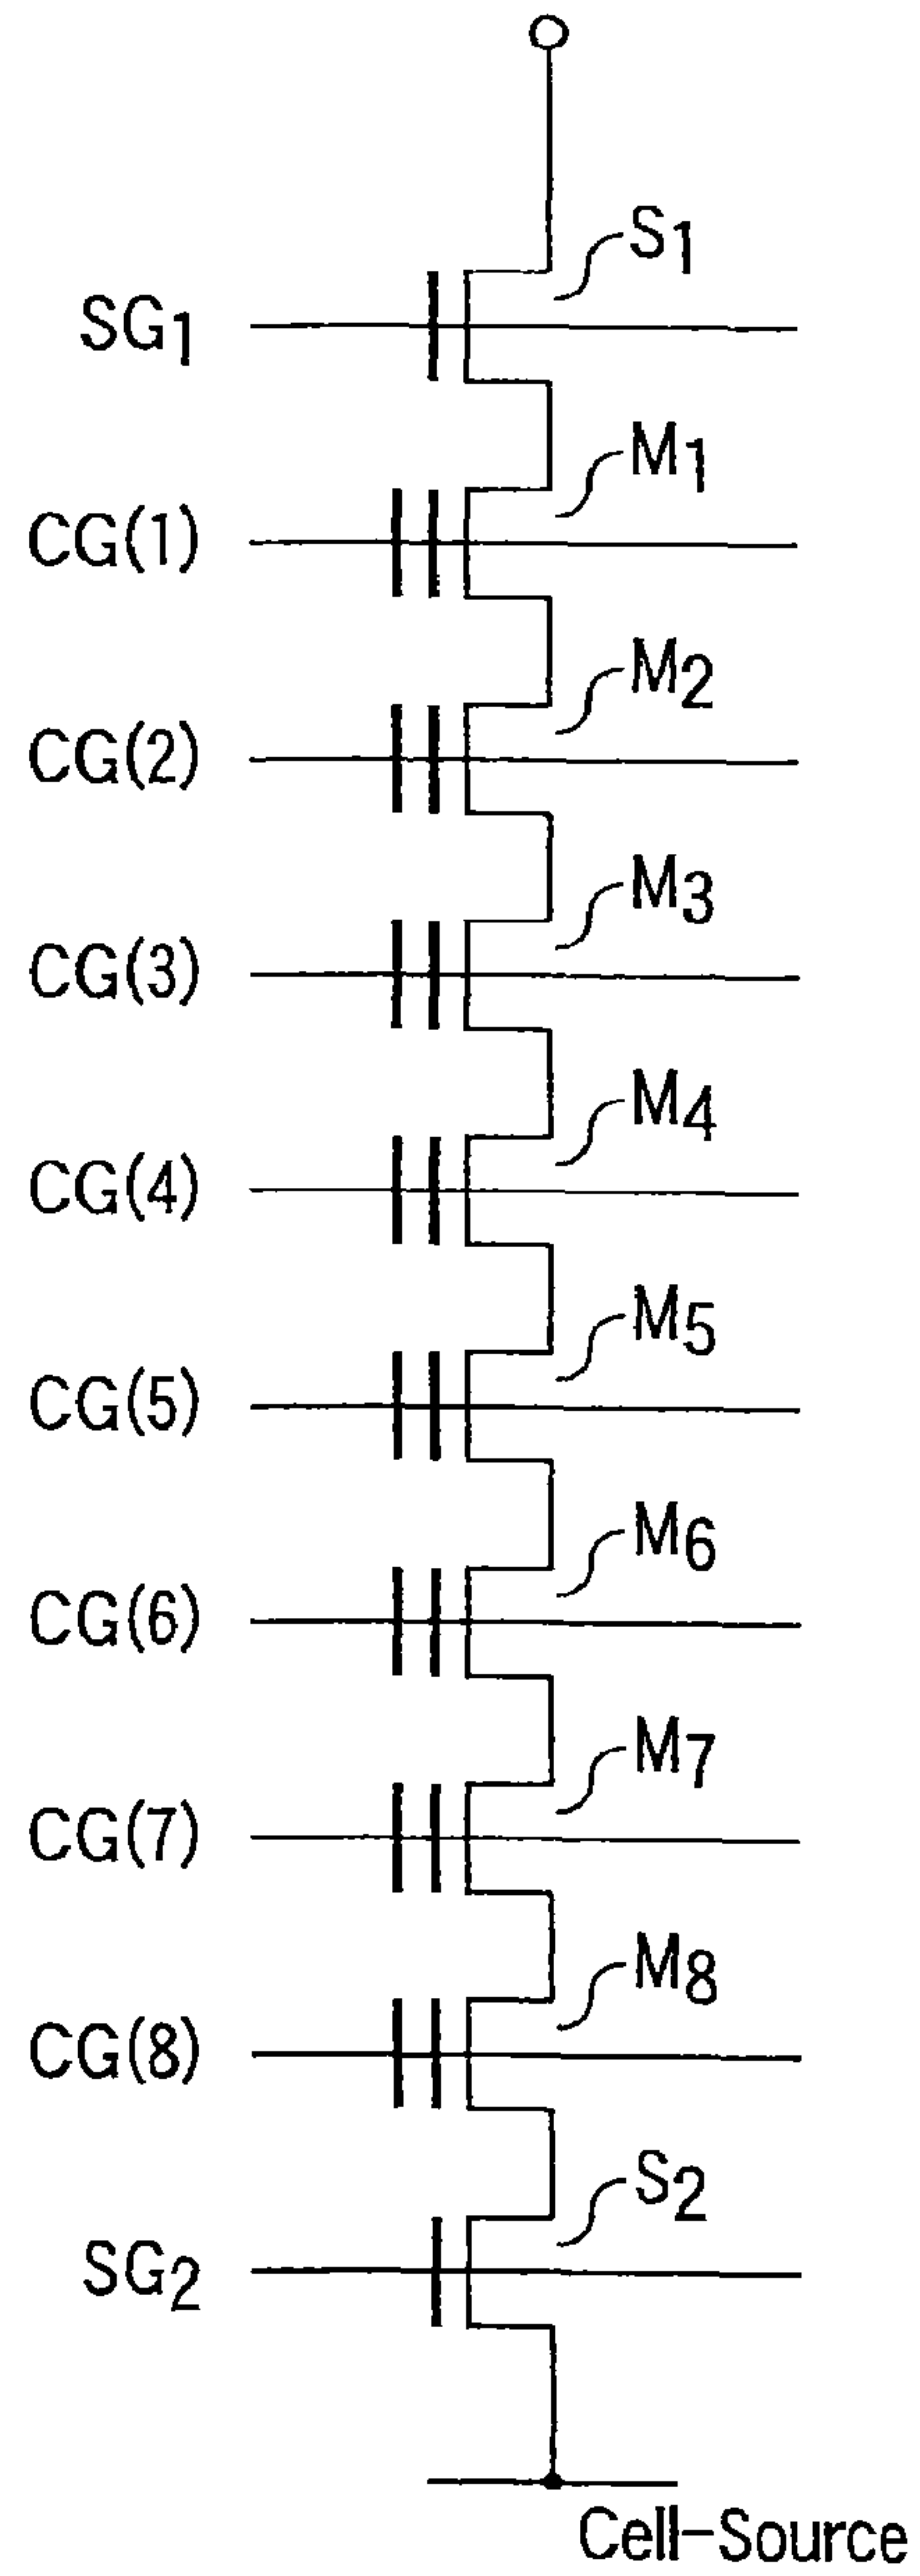 S1
SG1
M1
CG(1)
M2
CG(2)
M3
CG(3)
M4
CG(4)
M5
CG(5)
M6
CG(6)
M7
CG(7)
M8
CG(8)
S2
SG2
Cell-Source